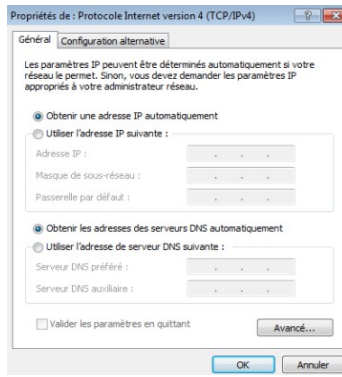 Propriétés de : Protocole Internet version 4 (TCP/IPv4)
Général
Configuration alternative
Les paramètres IP peuvent être déterminés automatiquement si votre
réseau le permet. Sinon, vous devez demander les paramètres IP
appropriés à votre administrateur réseau.
Obtenir une adresse IP automatiquement
Utiliser l'adresse IP suivante :
Adresse IP :
Masque de sous-réseau :
Passerelle par défaut :
Obtenir les adresses des serveurs DNS automatiquement
Utiliser l'adresse de serveur DNS suivante :
Serveur DNS préféré :
Serveur DNS auxiliaire :
Valider les paramètres en quittant
Avancé...
OK
Annuler